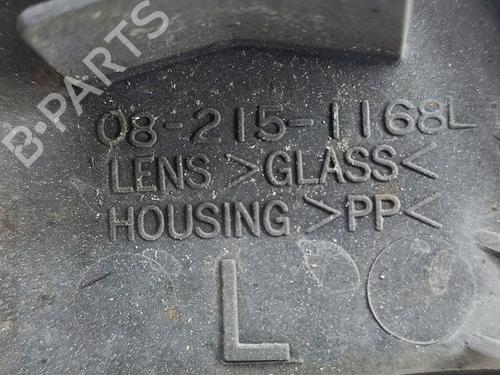 B-PARTS
08-215-1168L
LENS >GLASS<
HOUSING >PP<
L